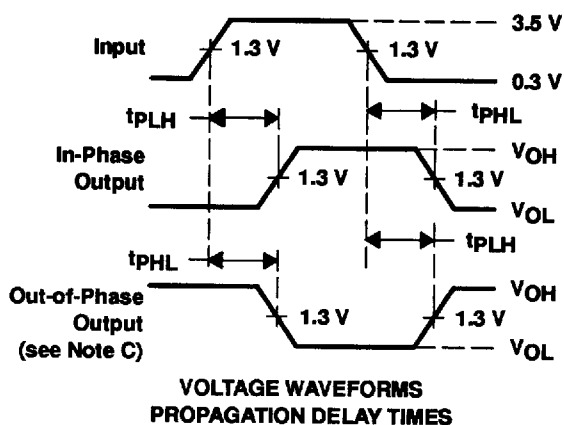 3.5 V
Input
1.3 V
1.3 V
0.3 V
tPLH
tPHL
In-Phase
Output
VOH
1.3 V
1.3 V
VOL
tPHL
tPLH
Out-of-Phase
Output
(see Note C)
VOH
1.3 V
1.3 V
VOL
VOLTAGE WAVEFORMS
PROPAGATION DELAY TIMES